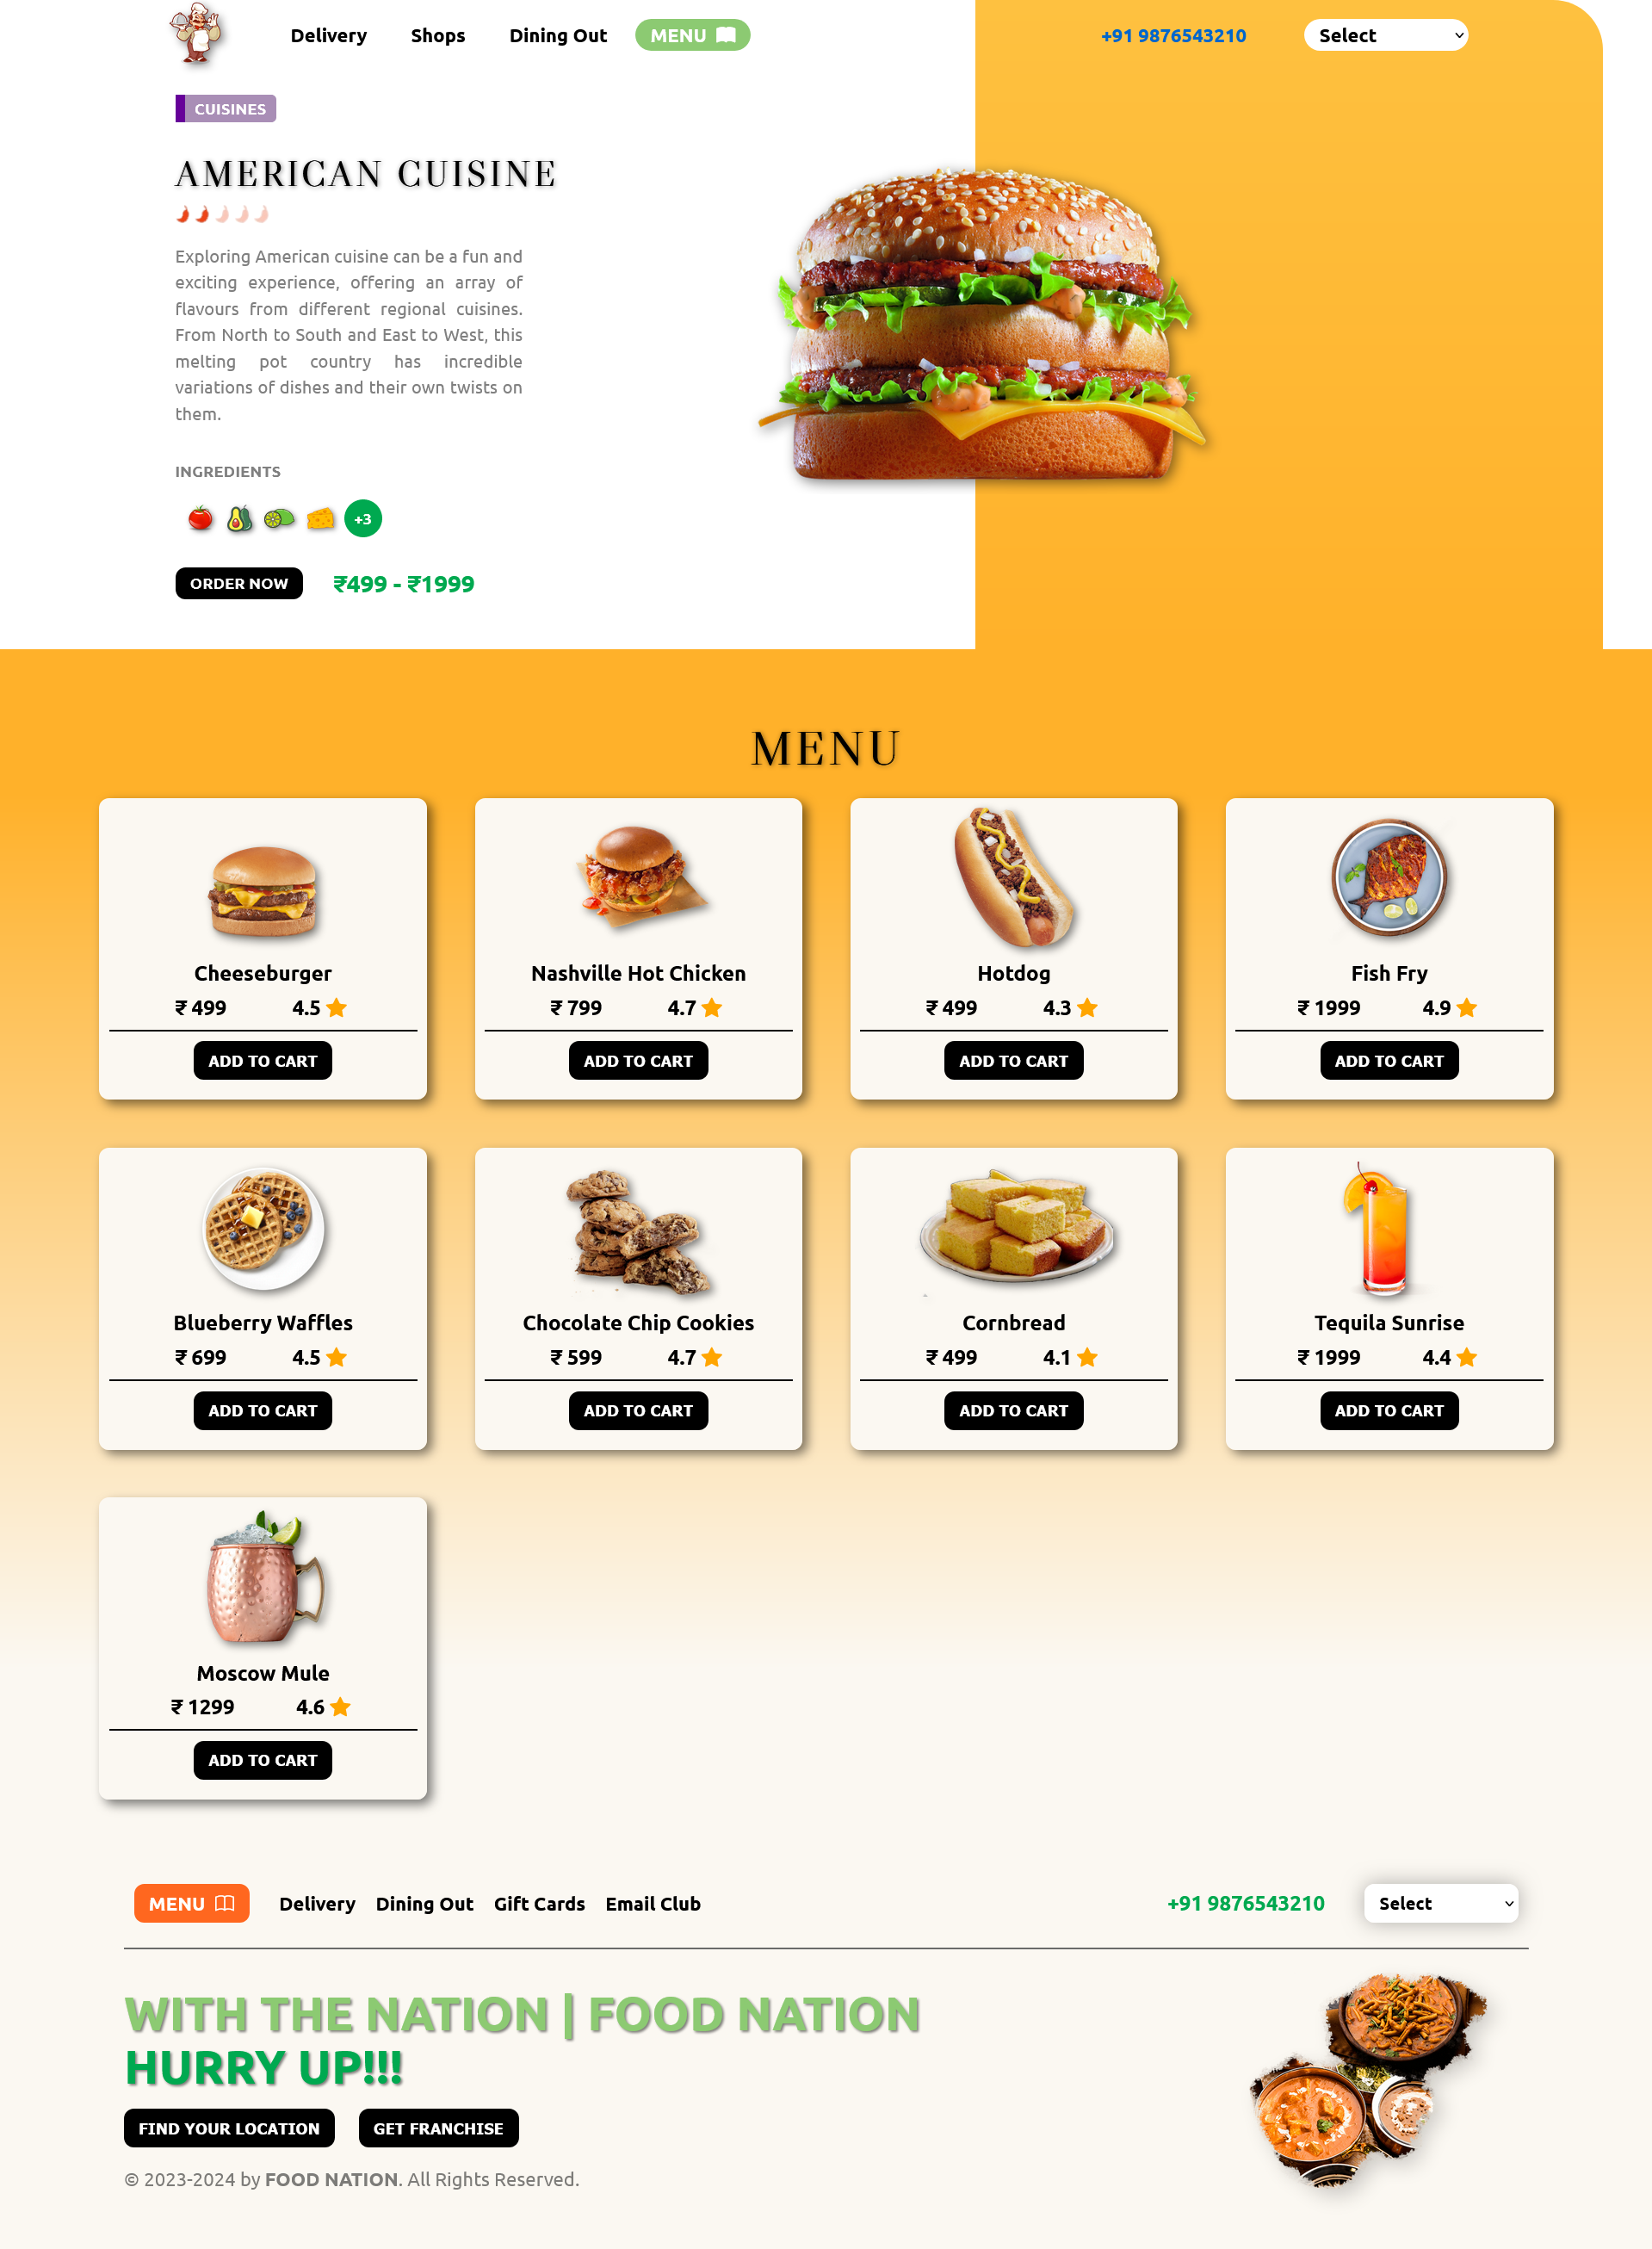 Delivery Shops Dining Out MENU +91 9876543210 Select
CUISINES
AMERICAN CUISINE
Exploring American cuisine can be a fun and
exciting experience, offering an array of
flavours from different regional cuisines.
From North to South and East to West, this
melting pot country has incredible
variations of dishes and their own twists on
them.
INGREDIENTS
+3
ORDER NOW ₹499 - ₹1999
MENU
Cheeseburger Nashville Hot Chicken Hotdog Fish Fry
₹ 499 4.5 ₹ 799 4.7 ₹ 499 4.3 ₹ 1999 4.9
ADD TO CART ADD TO CART ADD TO CART ADD TO CART
Blueberry Waffles Chocolate Chip Cookies Cornbread Tequila Sunrise
₹ 699 4.5 ₹ 599 4.7 ₹ 499 4.1 ₹ 1999 4.4
ADD TO CART ADD TO CART ADD TO CART ADD TO CART
Moscow Mule
₹ 1299 4.6
ADD TO CART
MENU Delivery Dining Out Gift Cards Email Club +91 9876543210 Select
WITH THE NATION | FOOD NATION
HURRY UP!!!
FIND YOUR LOCATION GET FRANCHISE
© 2023-2024 by FOOD NATION. All Rights Reserved.